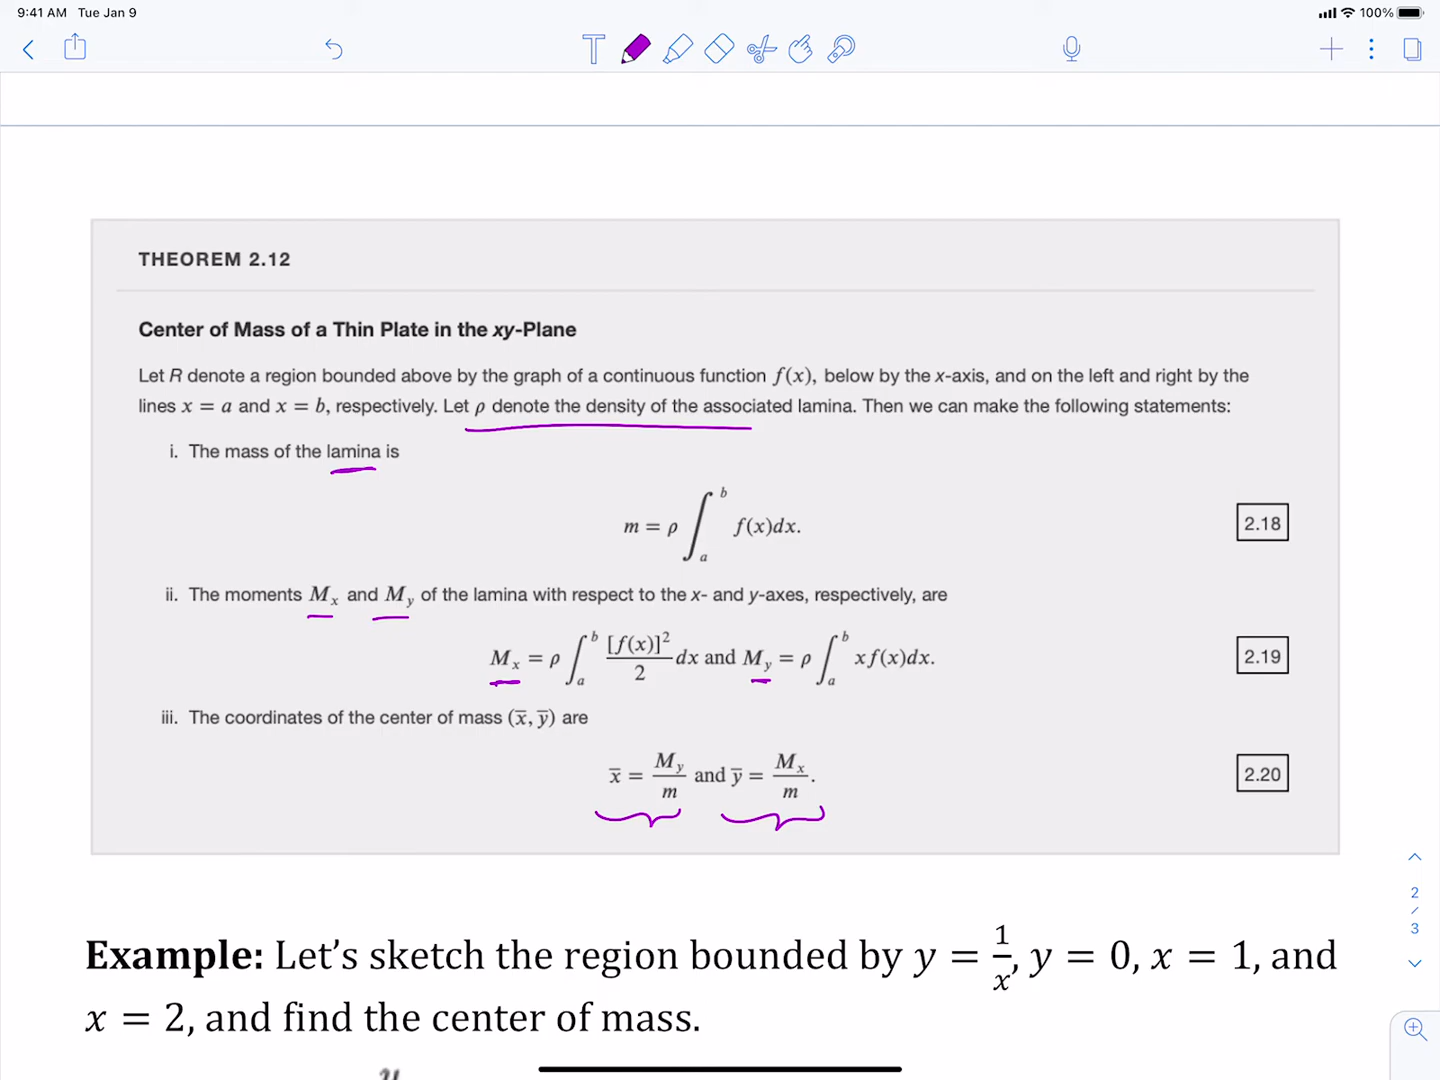 9:41 AM Tue Jan 9
100%
THEOREM 2.12
Center of Mass of a Thin Plate in the xy-Plane
Let R denote a region bounded above by the graph of a continuous function f(x), below by the x-axis, and on the left and right by the
lines x = a and x = b, respectively. Let ρ denote the density of the associated lamina. Then we can make the following statements:
i. The mass of the lamina is
m = ρ ∫_a^b f(x)dx. 2.18
ii. The moments M_x and M_y of the lamina with respect to the x- and y-axes, respectively, are
M_x = ρ ∫_a^b [f(x)]²/2 dx and M_y = ρ ∫_a^b xf(x)dx. 2.19
iii. The coordinates of the center of mass (x̅, y̅) are
x̅ = M_y/m and y̅ = M_x/m. 2.20
2
/
3
Example: Let’s sketch the region bounded by y = 1/x, y = 0, x = 1, and
x = 2, and find the center of mass.